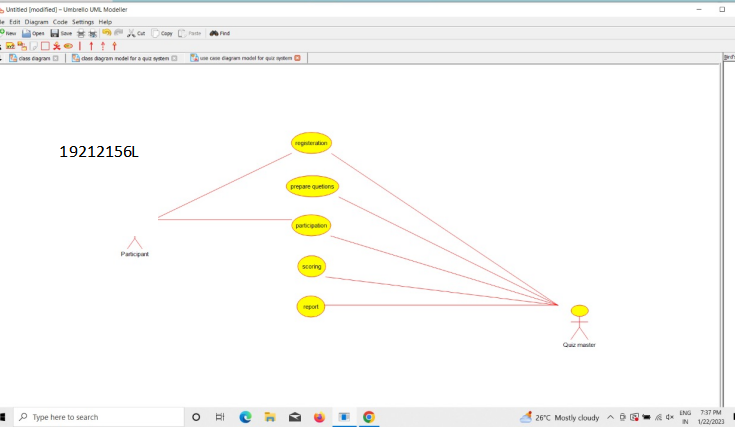 Untitled [modified] – Umbrello UML Modeller
Edit Diagram Code Settings Help
New Open Save Cut Copy Paste Find
class diagram class diagram model for a quiz system use case diagram model for quiz system
19212156L
registeration
prepare quetions
participation
Participant
scoring
report
Quiz master
Type here to search
26°C Mostly cloudy
ENG
IN
7:37 PM
1/22/2023